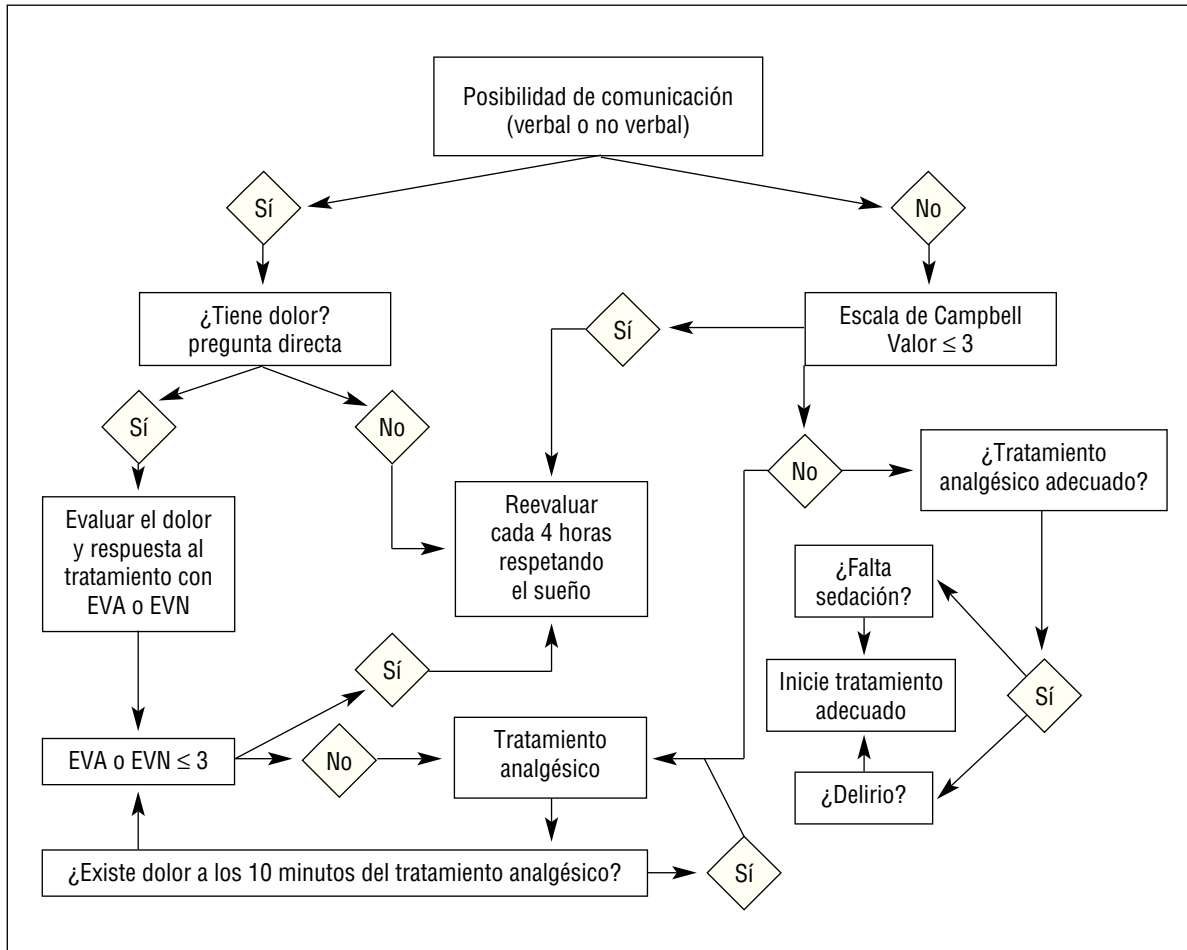 Posibilidad de comunicación
(verbal o no verbal)
Sí
No
¿Tiene dolor?
pregunta directa
Sí
Escala de Campbell
Valor ≤ 3
Sí
No
No
¿Tratamiento
analgésico adecuado?
Evaluar el dolor
y respuesta al
tratamiento con
EVA o EVN
Reevaluar
cada 4 horas
respetando
el sueño
¿Falta
sedación?
Sí
Inicie tratamiento
adecuado
Sí
EVA o EVN ≤ 3
No
Tratamiento
analgésico
¿Delirio?
¿Existe dolor a los 10 minutos del tratamiento analgésico?
Sí